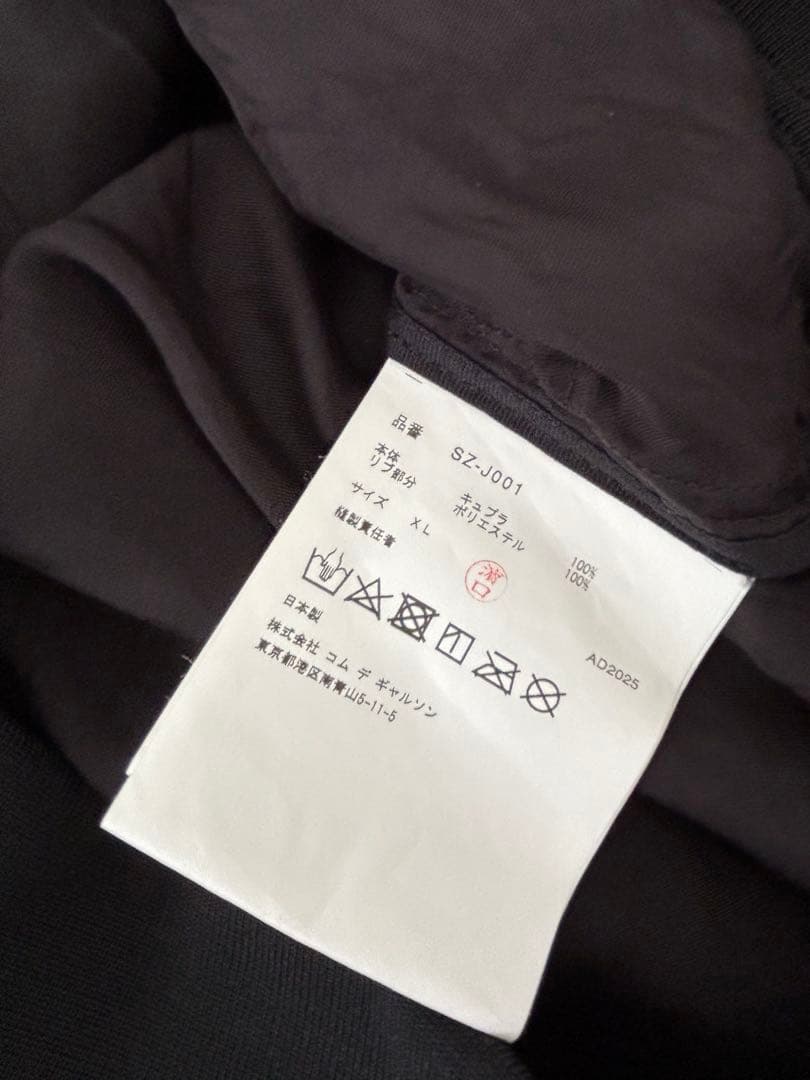 品番 SZ-J001
本体 キュプラ 100%
リブ部分 ポリエステル 100%
サイズ XL
縫製責任者 濱口
日本製 AD2025
株式会社 コム デ ギャルソン
東京都港区南青山5-11-5